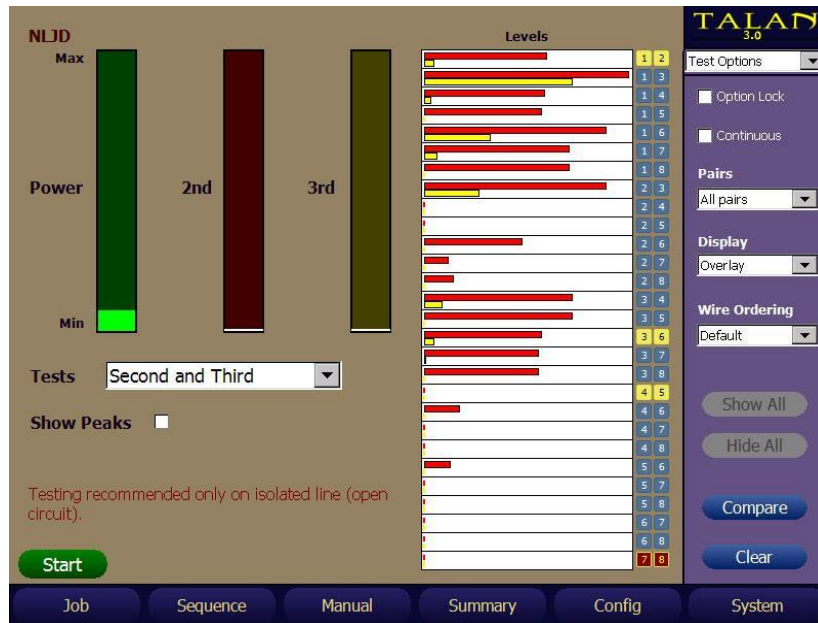 NLJD
Levels
TALAN
3.0
Max
Power
2nd
3rd
Min
Tests
Second and Third
Show Peaks
Testing recommended only on isolated line (open
circuit).
Start
1 2
1 3
1 4
1 5
1 6
1 7
1 8
2 3
2 4
2 5
2 6
2 7
2 8
3 4
3 5
3 6
3 7
3 8
4 5
4 6
4 7
4 8
5 6
5 7
5 8
6 7
6 8
7 8
Test Options
Option Lock
Continuous
Pairs
All pairs
Display
Overlay
Wire Ordering
Default
Show All
Hide All
Compare
Clear
Job
Sequence
Manual
Summary
Config
System